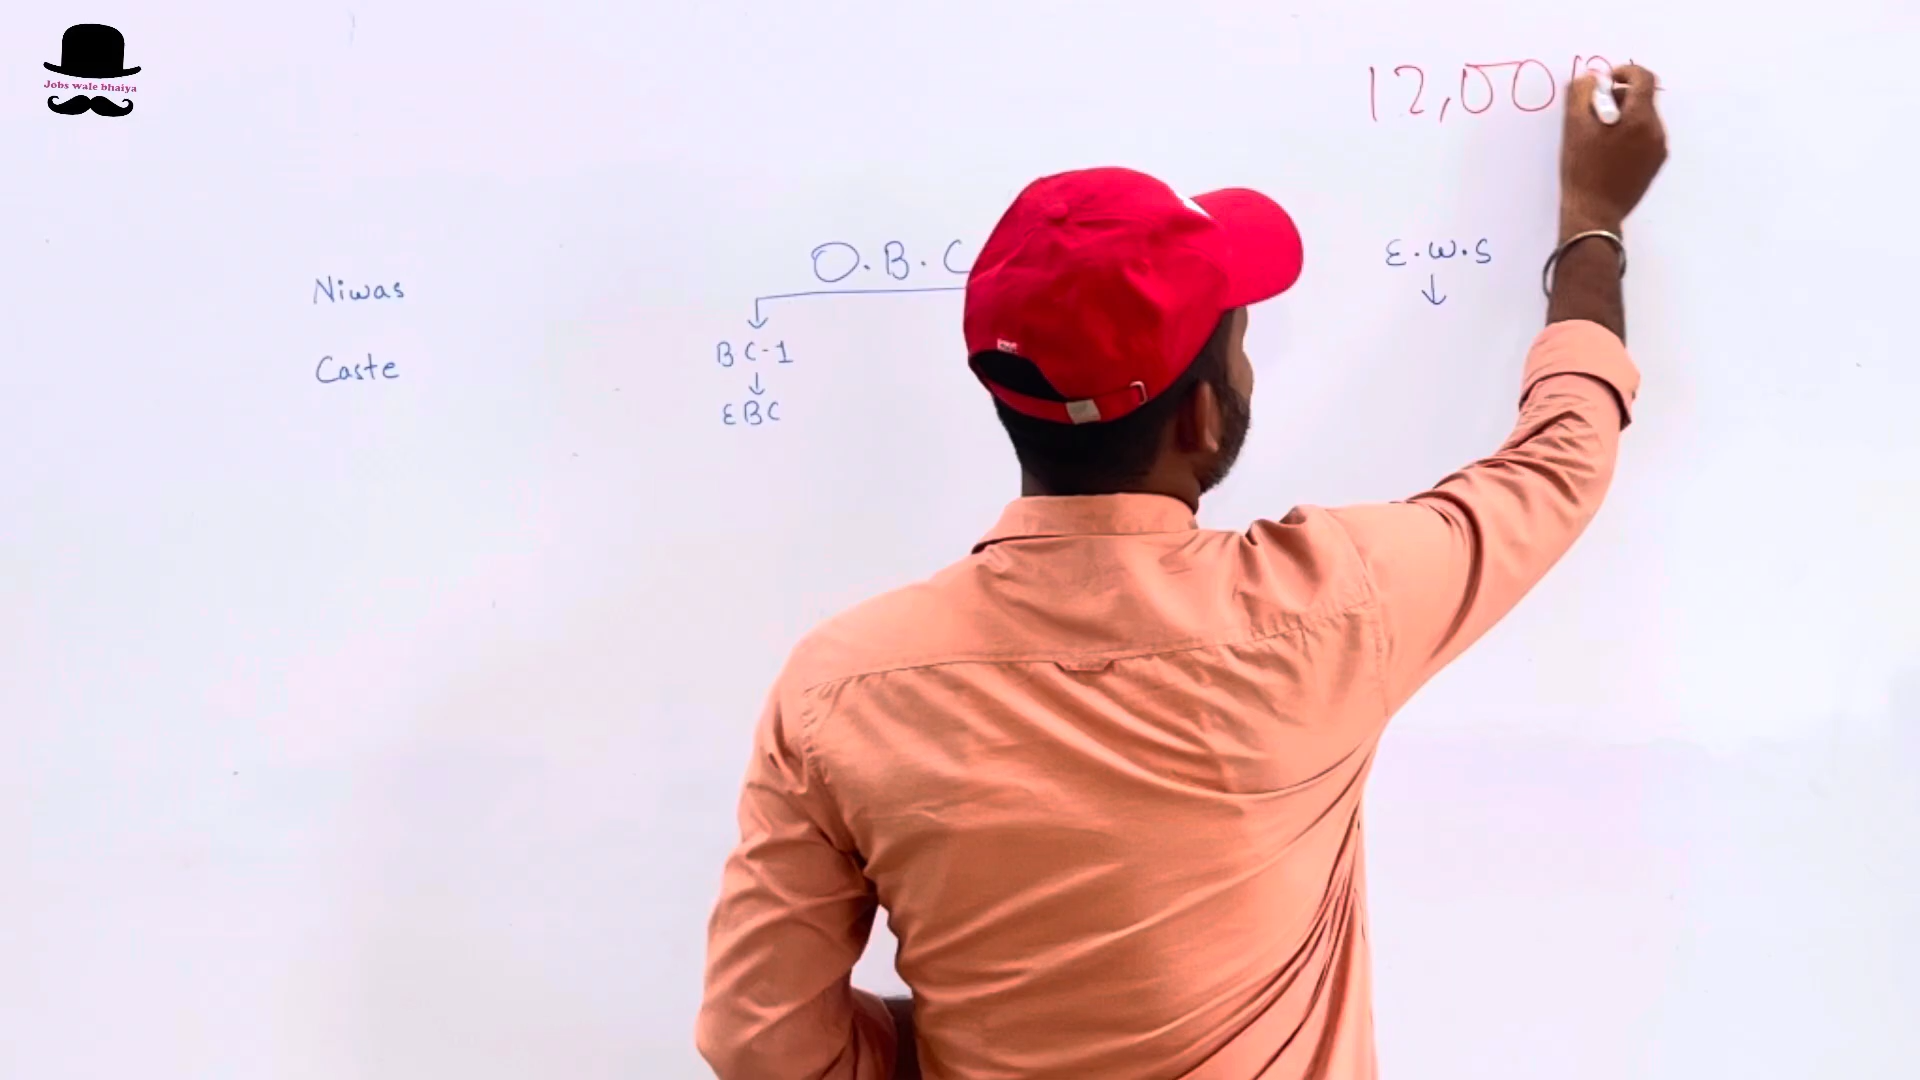 Jobs wale bhaiya
12,00
O.B.C
E.W.S
Niwas
BC-1
Caste
EBC